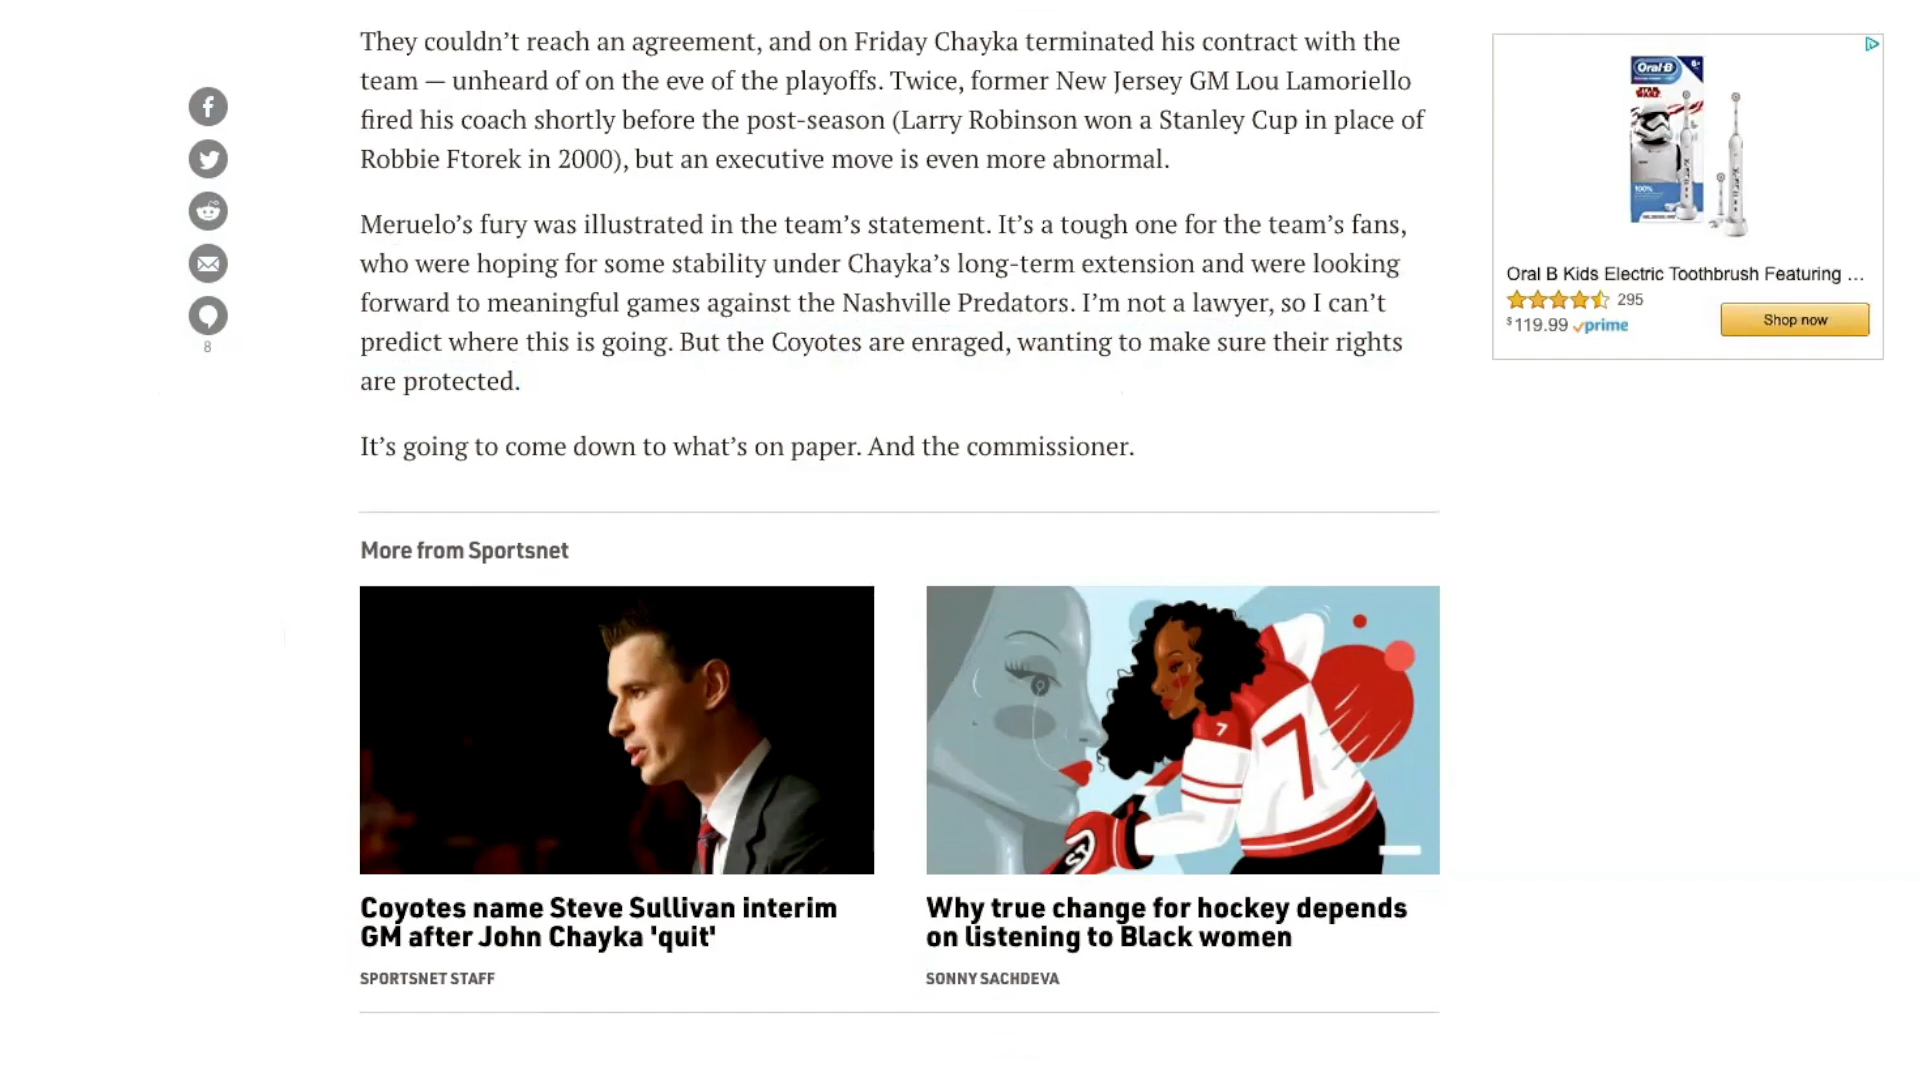 They couldn’t reach an agreement, and on Friday Chayka terminated his contract with the
team — unheard of on the eve of the playoffs. Twice, former New Jersey GM Lou Lamoriello
fired his coach shortly before the post-season (Larry Robinson won a Stanley Cup in place of
Robbie Ftorek in 2000), but an executive move is even more abnormal.
Meruelo’s fury was illustrated in the team’s statement. It’s a tough one for the team’s fans,
who were hoping for some stability under Chayka’s long-term extension and were looking
forward to meaningful games against the Nashville Predators. I’m not a lawyer, so I can’t
predict where this is going. But the Coyotes are enraged, wanting to make sure their rights
are protected.
It’s going to come down to what’s on paper. And the commissioner.
8
Oral-B
STAR WARS
100%
Oral B Kids Electric Toothbrush Featuring ...
295
$119.99 prime
Shop now
More from Sportsnet
7
7
Coyotes name Steve Sullivan interim
GM after John Chayka 'quit'
SPORTSNET STAFF
Why true change for hockey depends
on listening to Black women
SONNY SACHDEVA